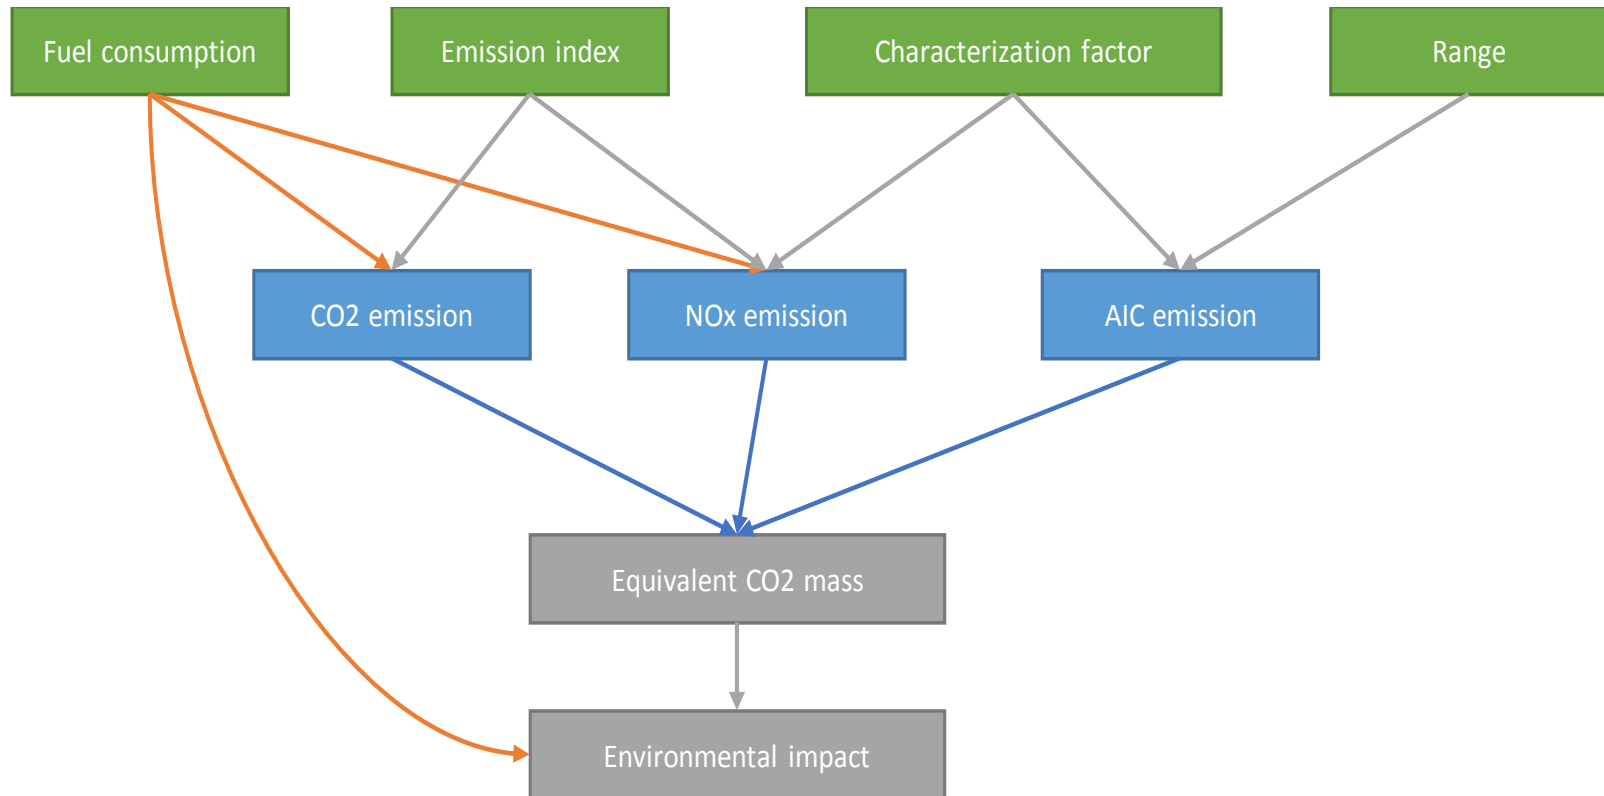 Fuel consumption
Emission index
Characterization factor
Range
CO2 emission
NOx emission
AIC emission
Equivalent CO2 mass
Environmental impact